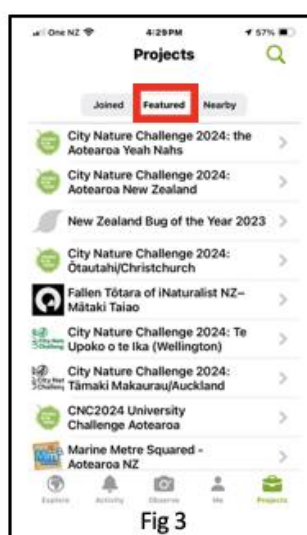 One NZ 4:29PM 57%
Projects
Joined Featured Nearby
City Nature Challenge 2024: the
Aotearoa Yeah Nahs
City Nature Challenge 2024:
Aotearoa New Zealand
New Zealand Bug of the Year 2023
City Nature Challenge 2024:
Ōtautahi/Christchurch
Fallen Tōtara of iNaturalist NZ–
Mātaki Taiao
City Nature Challenge 2024: Te
Upoko o te Ika (Wellington)
City Nature Challenge 2024:
Tāmaki Makaurau/Auckland
CNC2024 University
Challenge Aotearoa
Marine Metre Squared -
Aotearoa NZ
Explore Activity Observe Me Projects
Fig 3